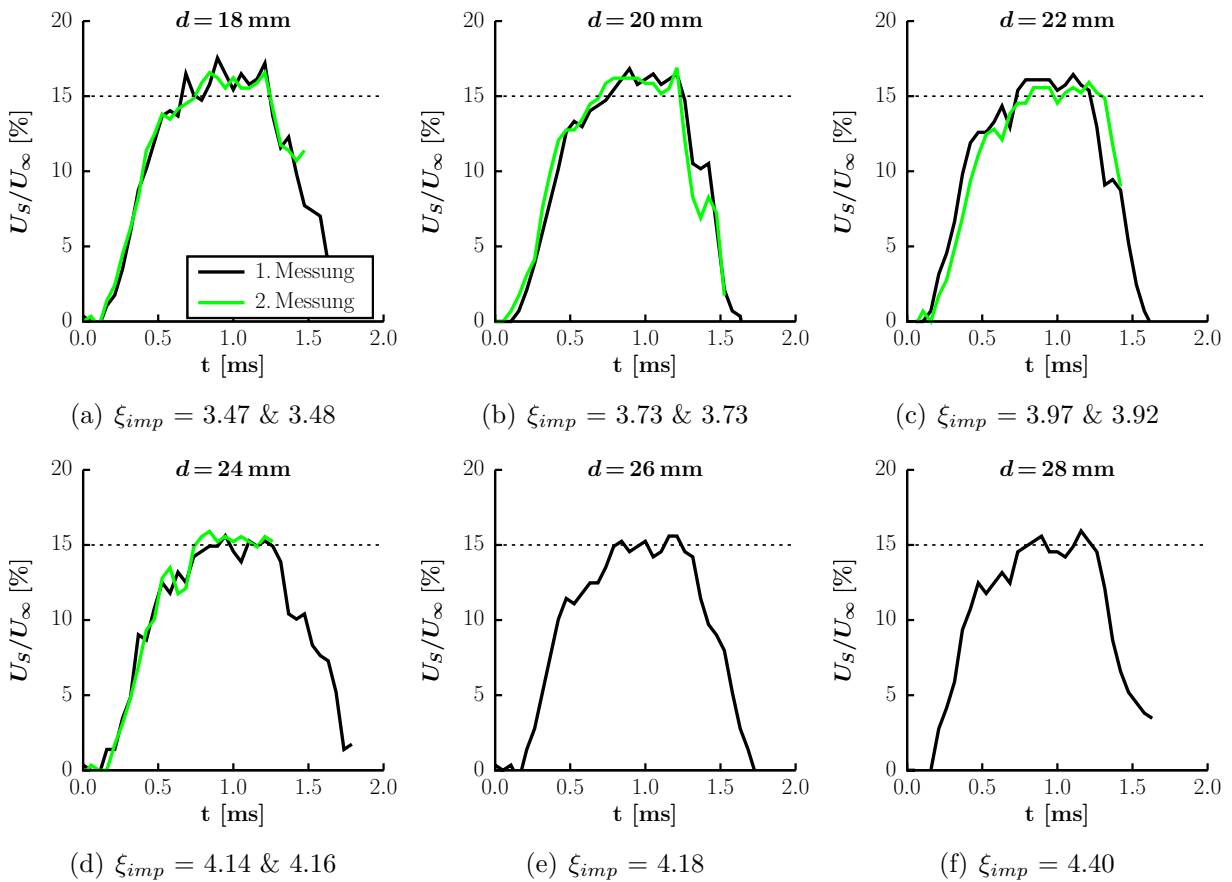 d = 18 mm
20
15
10
5
0
U_S/U_∞ [%]
1. Messung
2. Messung
0.0 0.5 1.0 1.5 2.0
t [ms]
(a) ξ_imp = 3.47 & 3.48
d = 20 mm
20
15
10
5
0
U_S/U_∞ [%]
0.0 0.5 1.0 1.5 2.0
t [ms]
(b) ξ_imp = 3.73 & 3.73
d = 22 mm
20
15
10
5
0
U_S/U_∞ [%]
0.0 0.5 1.0 1.5 2.0
t [ms]
(c) ξ_imp = 3.97 & 3.92
d = 24 mm
20
15
10
5
0
U_S/U_∞ [%]
0.0 0.5 1.0 1.5 2.0
t [ms]
(d) ξ_imp = 4.14 & 4.16
d = 26 mm
20
15
10
5
0
U_S/U_∞ [%]
0.0 0.5 1.0 1.5 2.0
t [ms]
(e) ξ_imp = 4.18
d = 28 mm
20
15
10
5
0
U_S/U_∞ [%]
0.0 0.5 1.0 1.5 2.0
t [ms]
(f) ξ_imp = 4.40